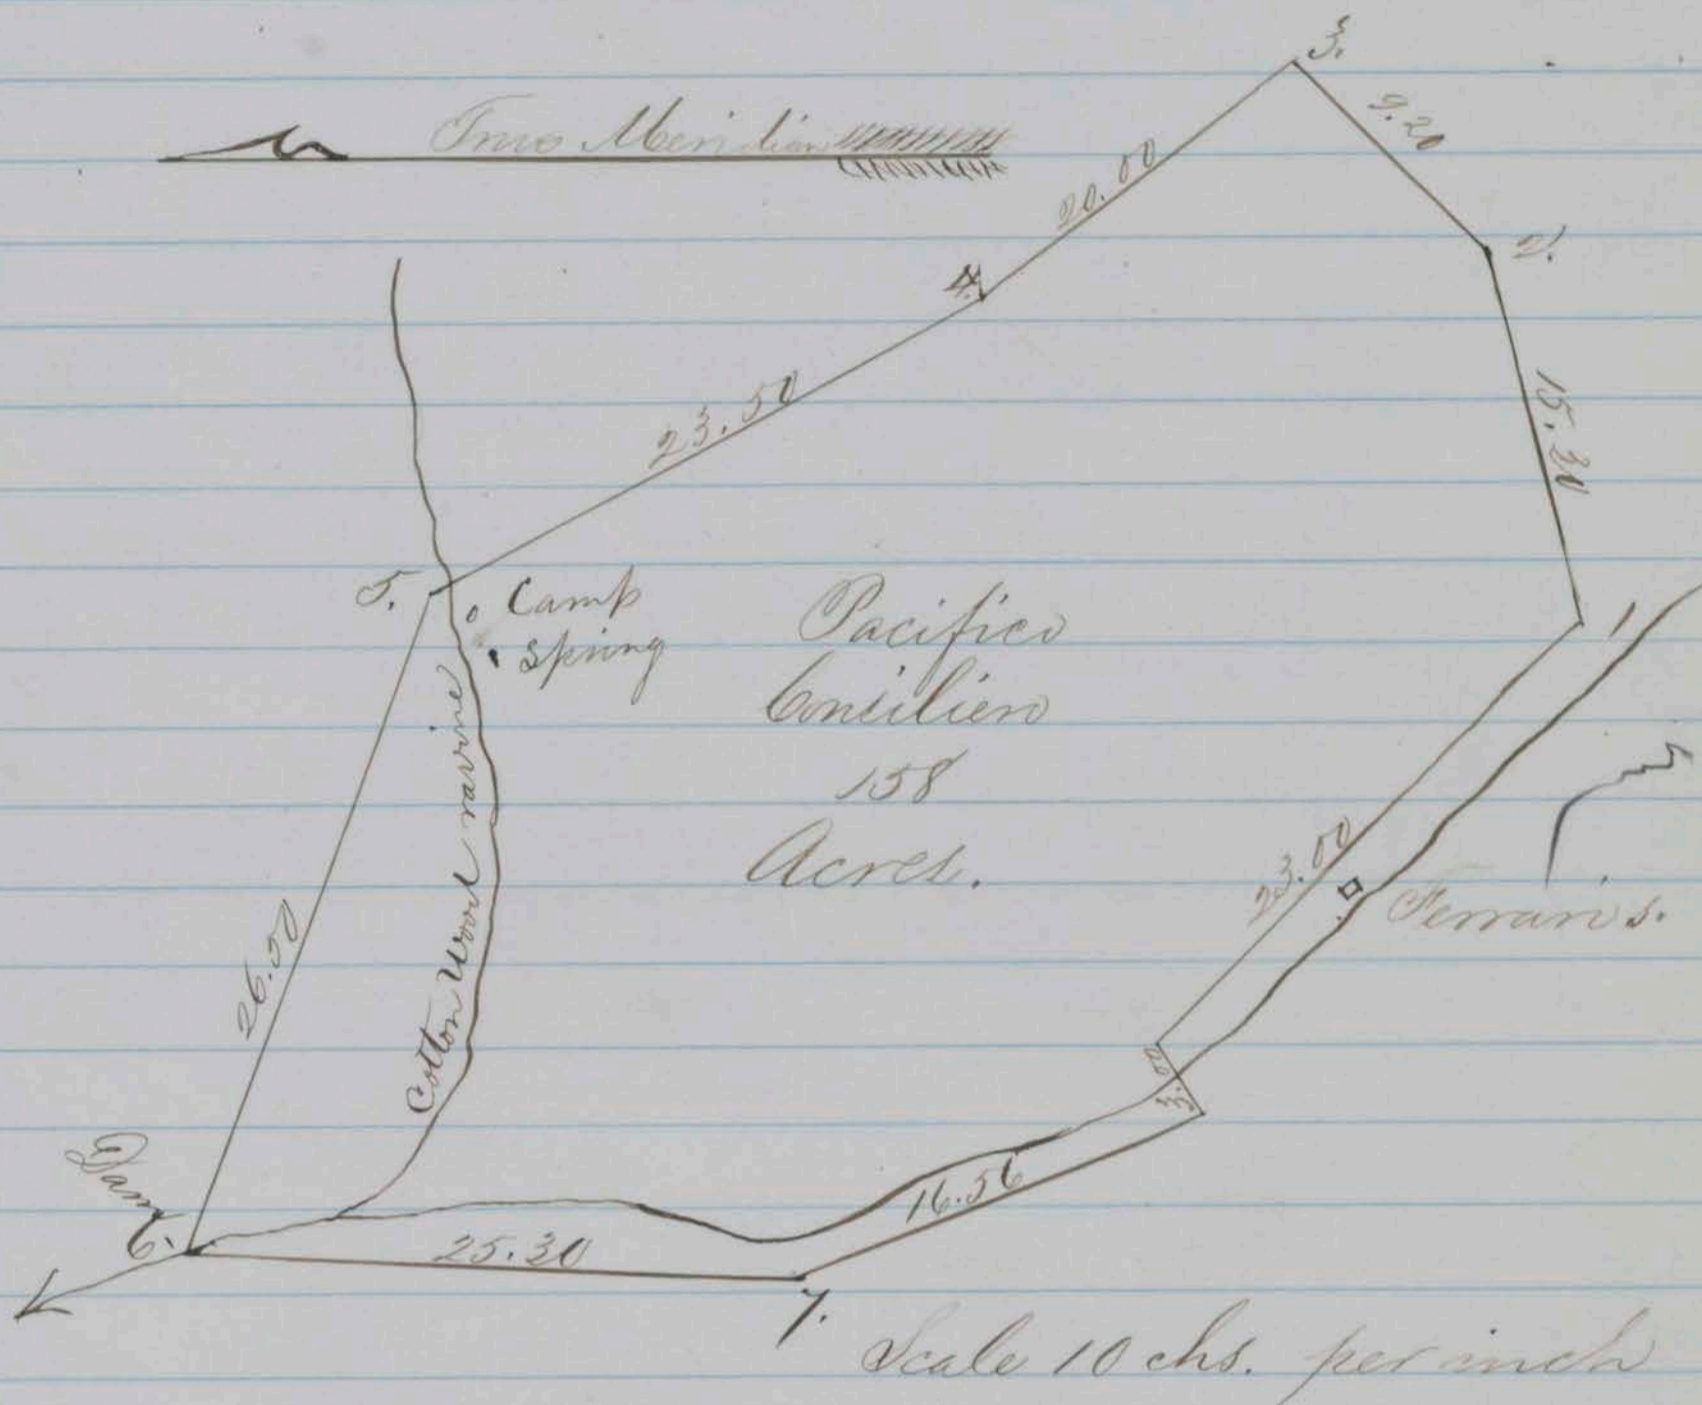 3.
True Meridian
9.20
20.00
2.
4.
23.50
15.30
5.
Camp
Spring
1
Pacifico
158
Acres.
Cotton Wood ravine
23.00
Ferrari's.
26.50
3.00
Dam
16.56
6.
25.30
7.
Scale 10 chs. per inch